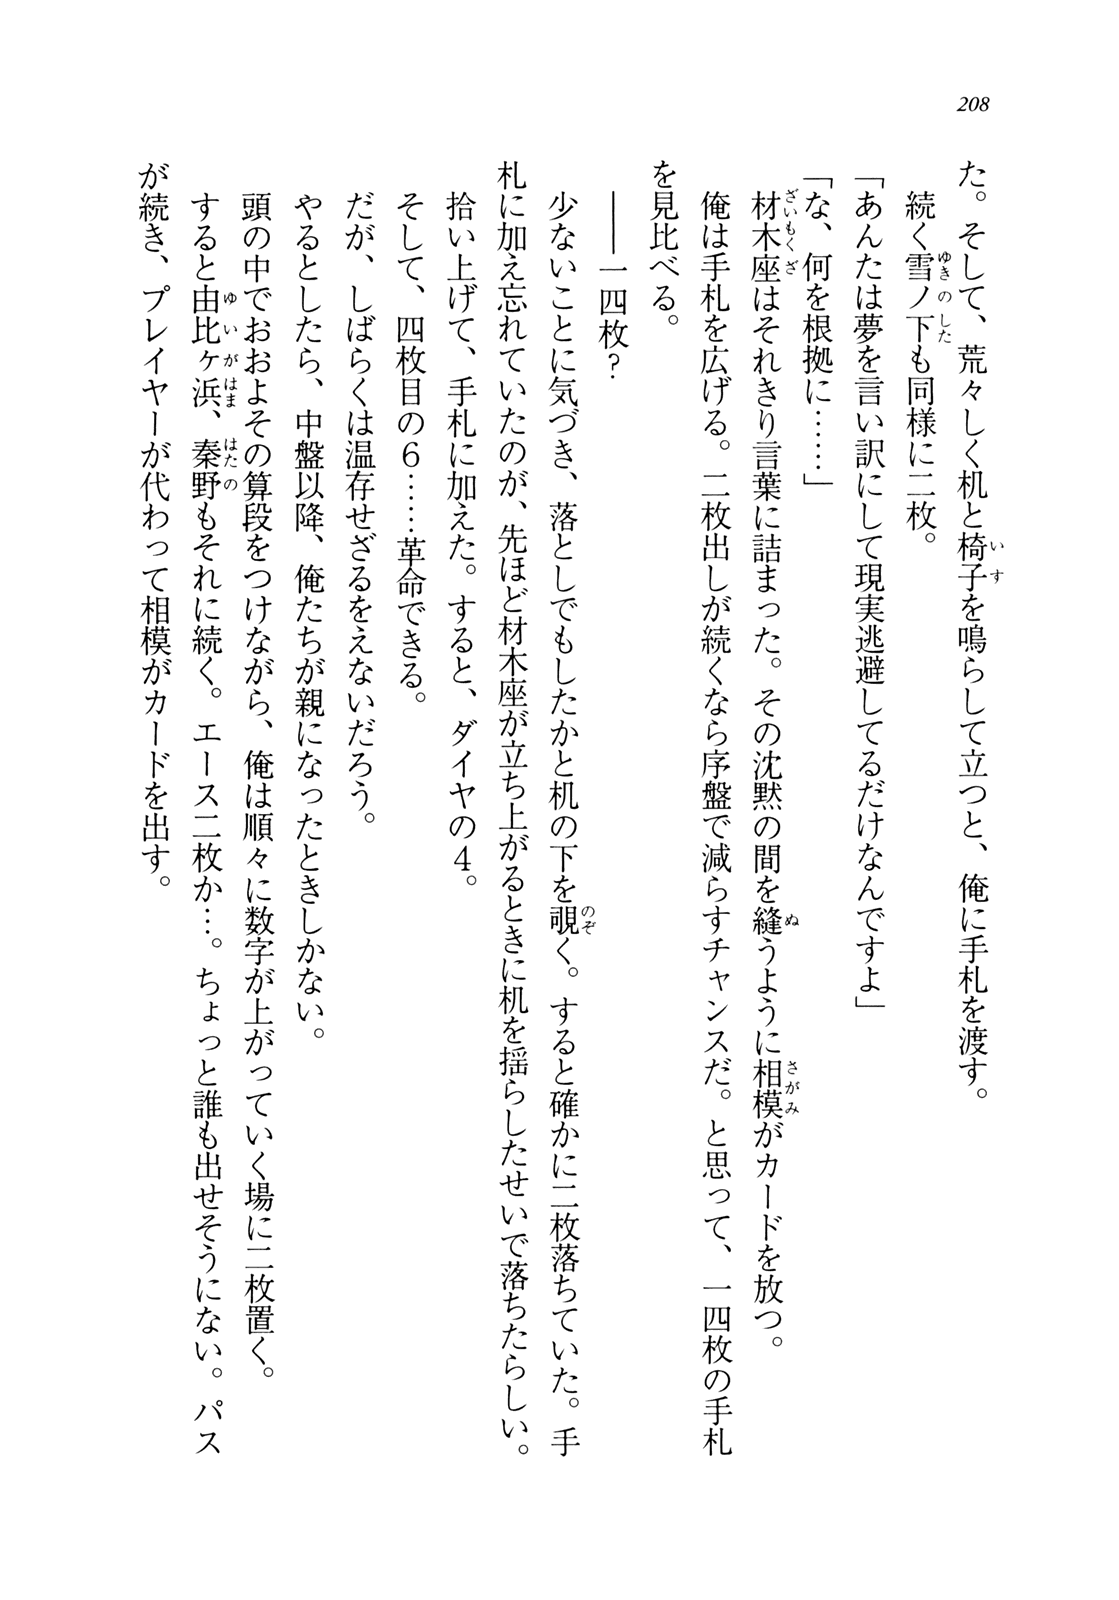 208
た。そして、荒々しく机と椅子を鳴らして立つと、俺に手札を渡す。
続く雪ノ下も同様に二枚。
「あんたは夢を言い訳にして現実逃避してるだけなんですよ」
「な、何を根拠に……」
材木座はそれきり言葉に詰まった。その沈黙の間を縫うように相模がカードを放つ。
俺は手札を広げる。二枚出しが続くなら序盤で減らすチャンスだ。と思って、一四枚の手札
を見比べる。
――一四枚？
少ないことに気づき、落としでもしたかと机の下を覗く。すると確かに二枚落ちていた。手
札に加え忘れていたのが、先ほど材木座が立ち上がるときに机を揺らしたせいで落ちたらしい。
拾い上げて、手札に加えた。すると、ダイヤの４。
そして、四枚目の６……革命できる。
だが、しばらくは温存せざるをえないだろう。
やるとしたら、中盤以降、俺たちが親になったときしかない。
頭の中でおおよその算段をつけながら、俺は順々に数字が上がっていく場に二枚置く。
すると由比ヶ浜、秦野もそれに続く。エース二枚か…。ちょっと誰も出せそうにない。パス
が続き、プレイヤーが代わって相模がカードを出す。